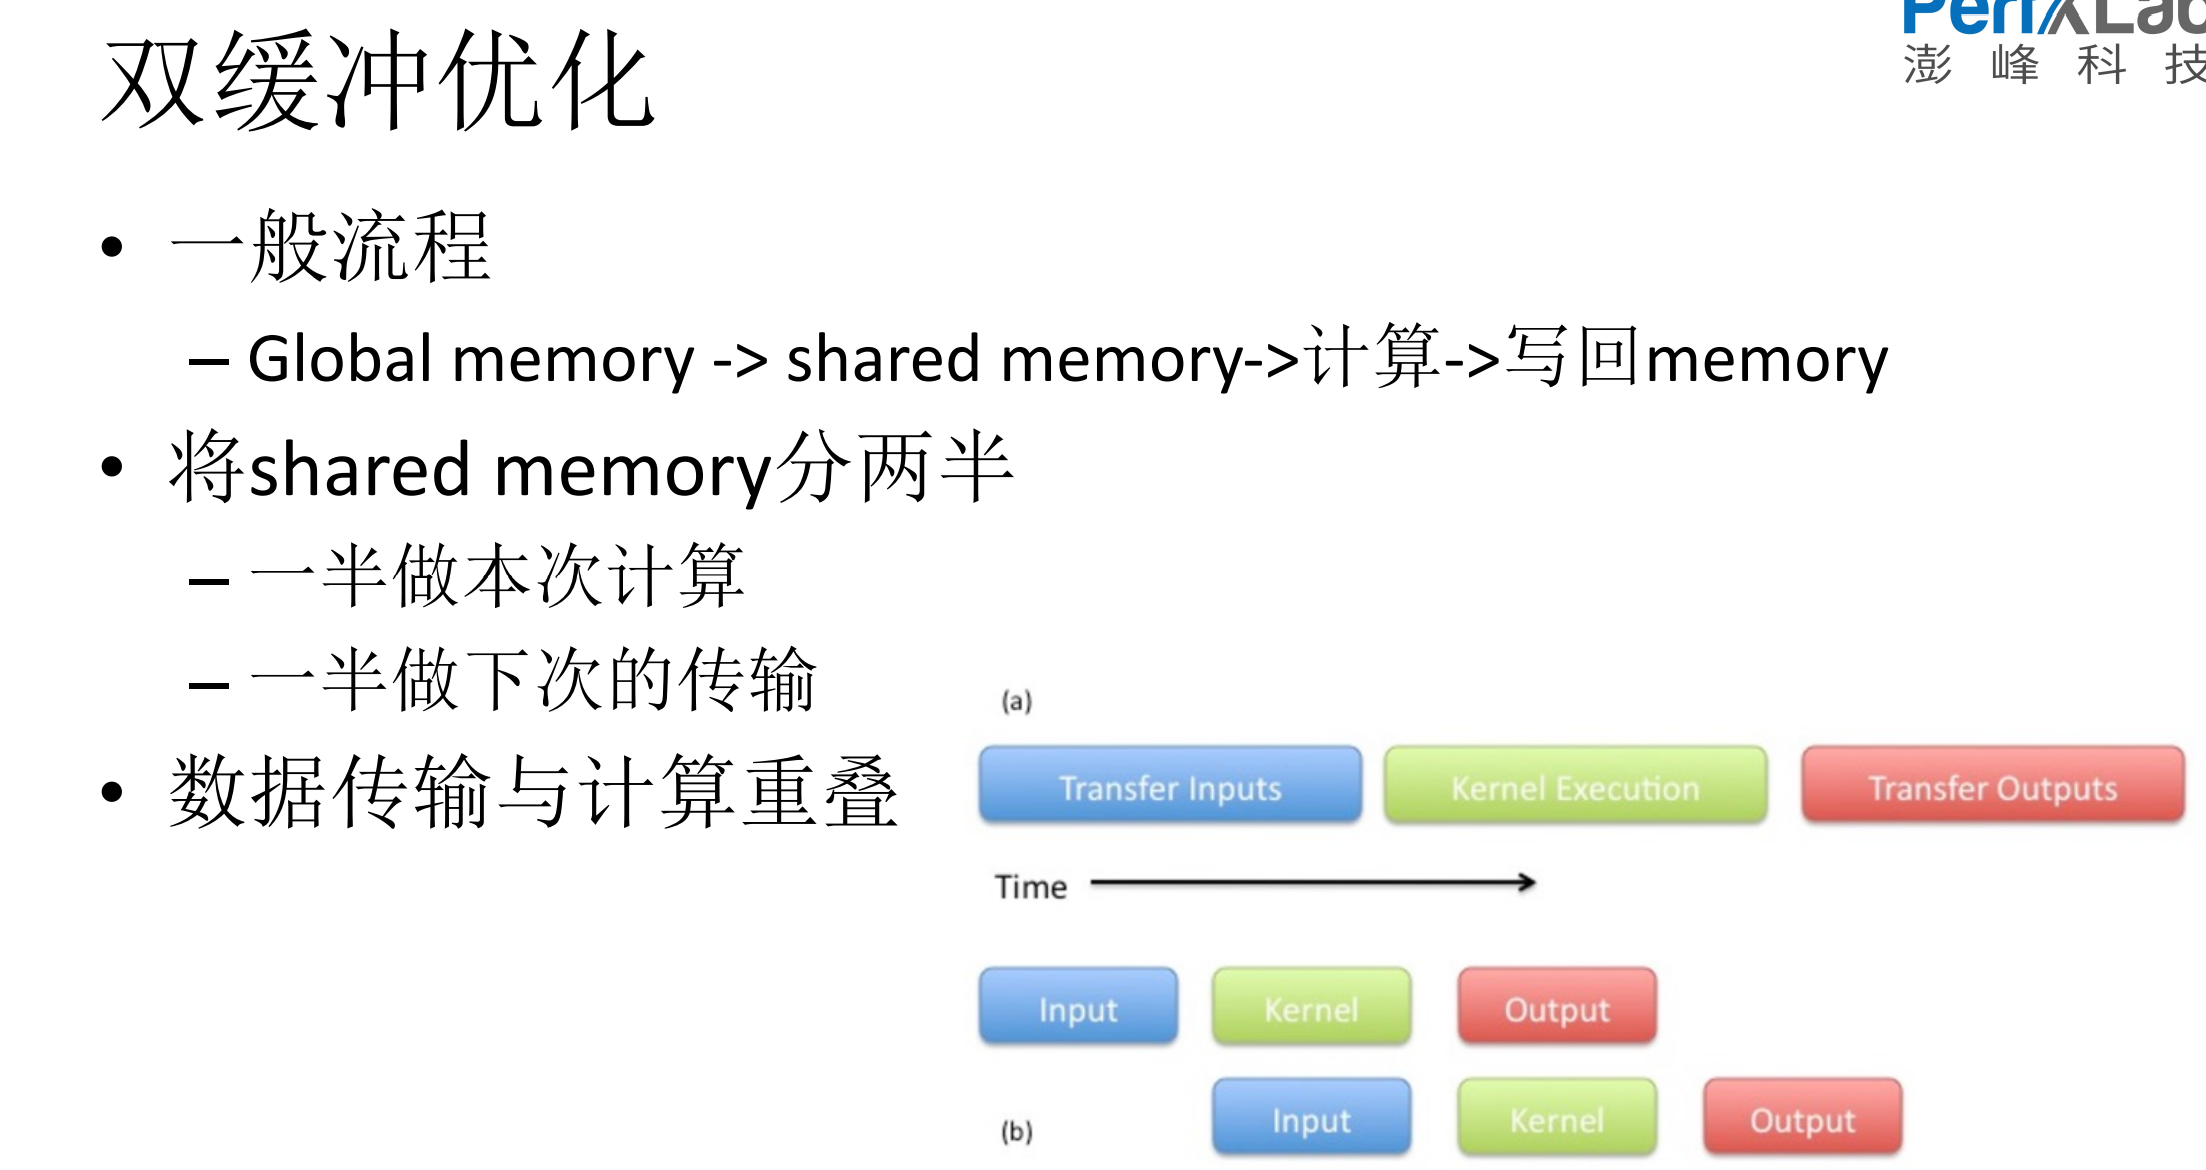 PerfXLab
澎峰科技
双缓冲优化
• 一般流程
– Global memory -> shared memory->计算->写回memory
• 将shared memory分两半
– 一半做本次计算
– 一半做下次的传输
• 数据传输与计算重叠
(a)
Transfer Inputs Kernel Execution Transfer Outputs
Time
Input Kernel Output
Input Kernel Output
(b)